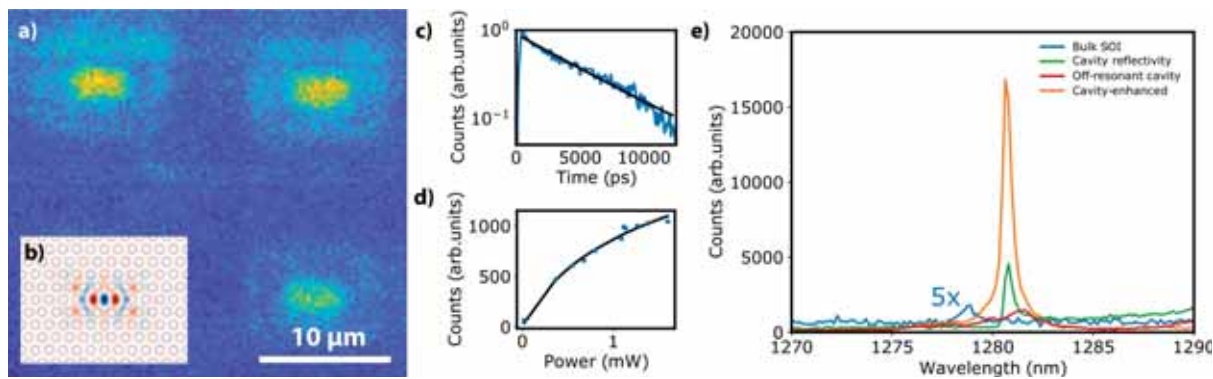 a)
b)
10 μm
c)
Counts (arb.units)
10⁰
10⁻¹
0 5000 10000
Time (ps)
d)
Counts (arb.units)
1000
500
0
0 1
Power (mW)
e)
Counts (arb.units)
20000
15000
10000
5000
0
Bulk SOI
Cavity reflectivity
Off-resonant cavity
Cavity-enhanced
5x
1270 1275 1280 1285 1290
Wavelength (nm)